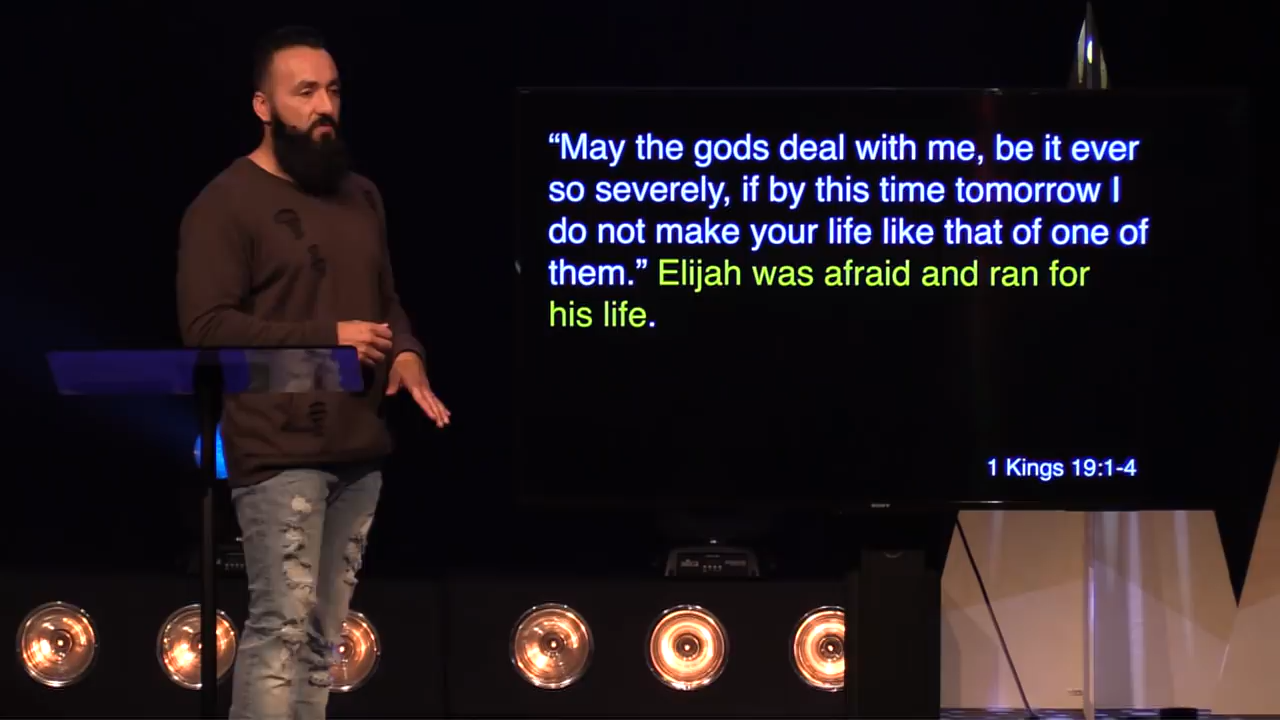 “May the gods deal with me, be it ever
so severely, if by this time tomorrow I
do not make your life like that of one of
them.” Elijah was afraid and ran for
his life.
1 Kings 19:1-4
SONY